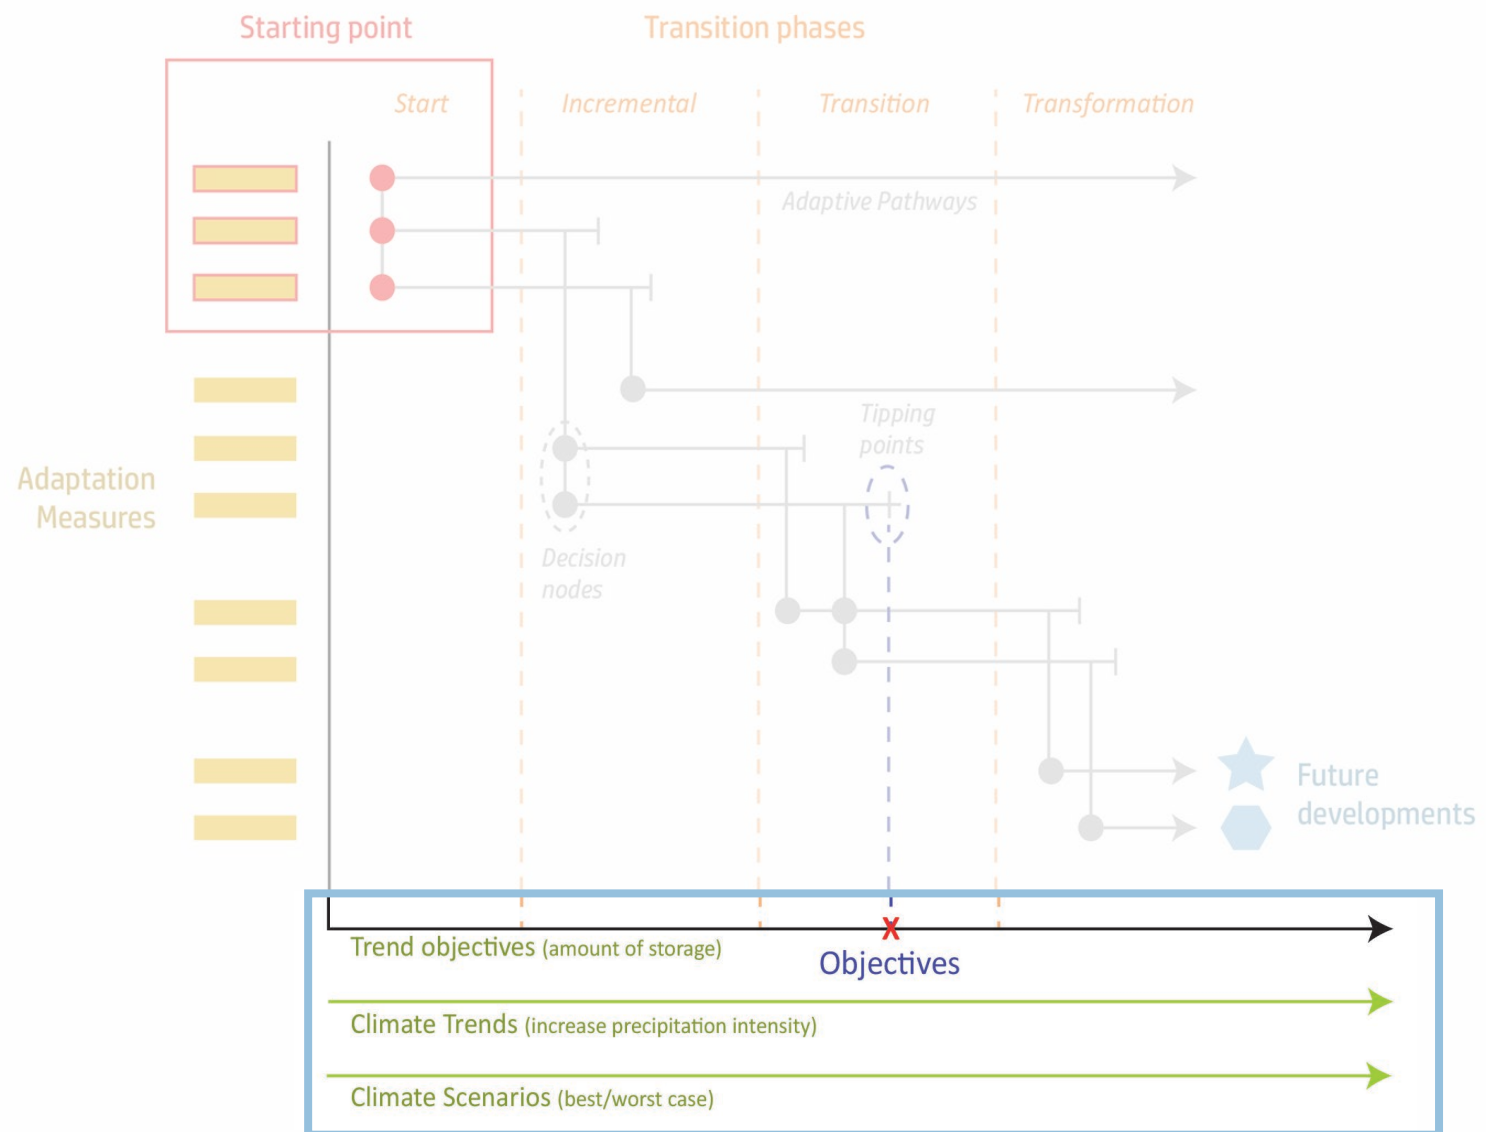 Starting point
Transition phases
Start
Incremental
Transition
Transformation
Adaptive Pathways
Tipping
points
Adaptation
Measures
Decision
nodes
Future
developments
Trend objectives (amount of storage)
Objectives
Climate Trends (increase precipitation intensity)
Climate Scenarios (best/worst case)